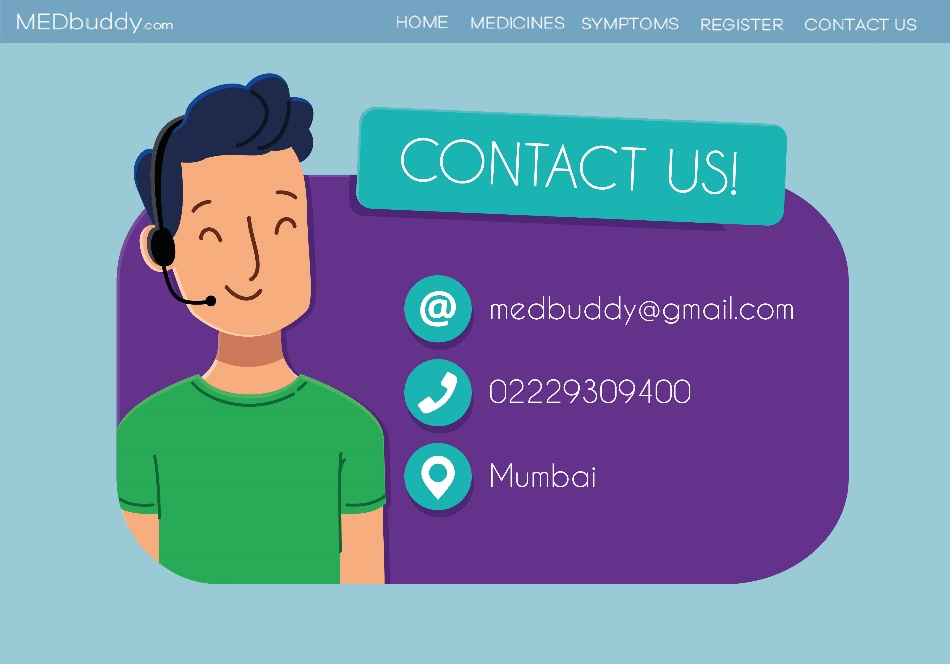 MEDbuddy.com HOME MEDICINES SYMPTOMS REGISTER CONTACT US
CONTACT US!
@ medbuddy@gmail.com
02229309400
Mumbai